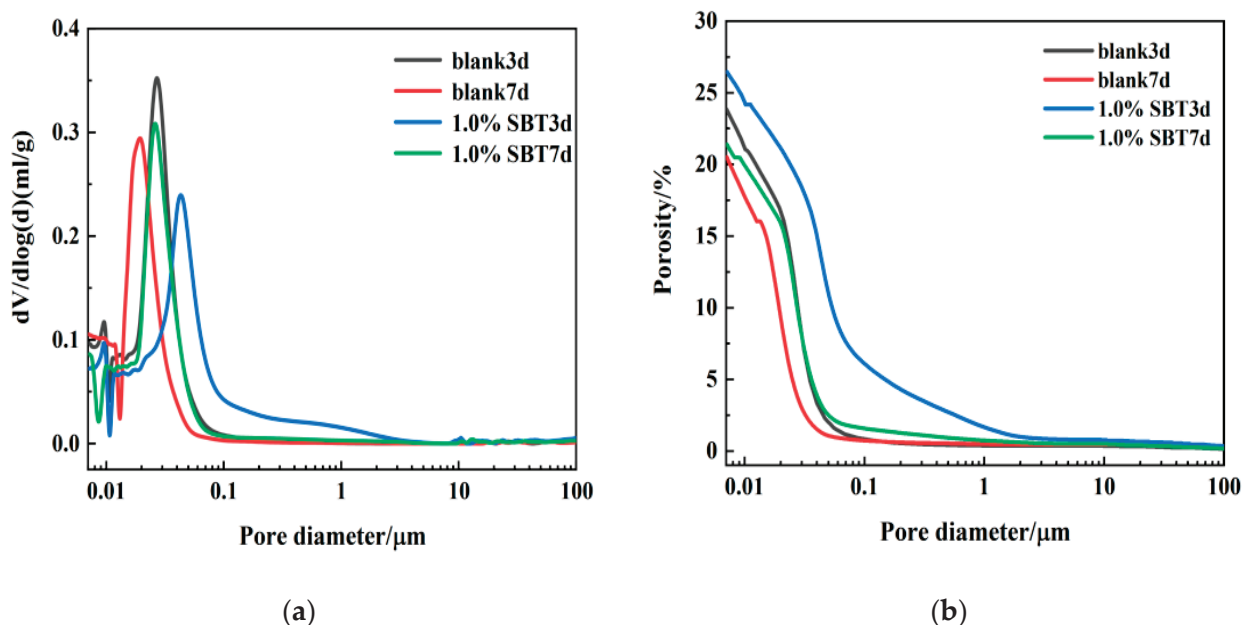 0.4
0.3
0.2
0.1
0.0
dV/dlog(d)(ml/g)
blank3d
blank7d
1.0% SBT3d
1.0% SBT7d
0.01 0.1 1 10 100
Pore diameter/μm
(a)
30
25
20
15
10
5
0
Porosity/%
blank3d
blank7d
1.0% SBT3d
1.0% SBT7d
0.01 0.1 1 10 100
Pore diameter/μm
(b)